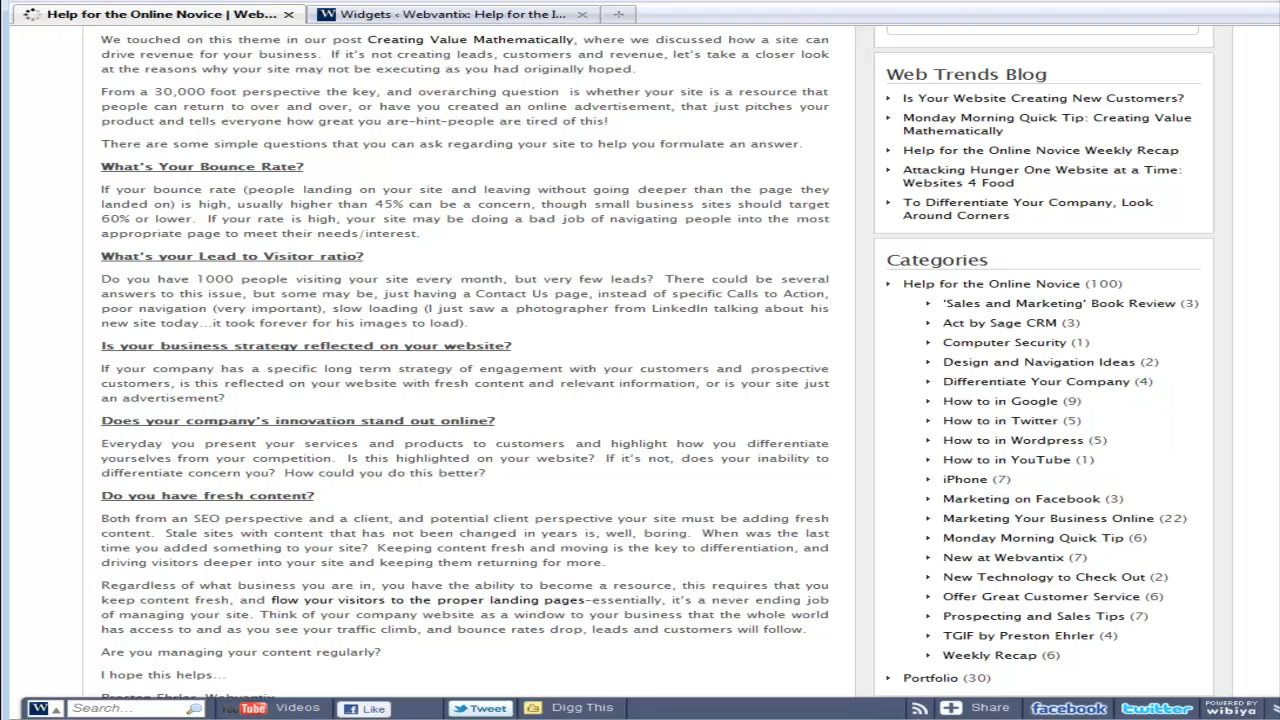 Help for the Online Novice | Web...
Widgets ‹ Webvantix: Help for the I...
We touched on this theme in our post Creating Value Mathematically, where we discussed how a site can
drive revenue for your business. If it's not creating leads, customers and revenue, let's take a closer look
at the reasons why your site may not be executing as you had originally hoped.
From a 30,000 foot perspective the key, and overarching question is whether your site is a resource that
people can return to over and over, or have you created an online advertisement, that just pitches your
product and tells everyone how great you are–hint–people are tired of this!
There are some simple questions that you can ask regarding your site to help you formulate an answer.
What's Your Bounce Rate?
If your bounce rate (people landing on your site and leaving without going deeper than the page they
landed on) is high, usually higher than 45% can be a concern, though small business sites should target
60% or lower. If your rate is high, your site may be doing a bad job of navigating people into the most
appropriate page to meet their needs/interest.
What's your Lead to Visitor ratio?
Do you have 1000 people visiting your site every month, but very few leads? There could be several
answers to this issue, but some may be, just having a Contact Us page, instead of specific Calls to Action,
poor navigation (very important), slow loading (I just saw a photographer from LinkedIn talking about his
new site today...it took forever for his images to load).
Is your business strategy reflected on your website?
If your company has a specific long term strategy of engagement with your customers and prospective
customers, is this reflected on your website with fresh content and relevant information, or is your site just
an advertisement?
Does your company's innovation stand out online?
Everyday you present your services and products to customers and highlight how you differentiate
yourselves from your competition. Is this highlighted on your website? If it's not, does your inability to
differentiate concern you? How could you do this better?
Do you have fresh content?
Both from an SEO perspective and a client, and potential client perspective your site must be adding fresh
content. Stale sites with content that has not been changed in years is, well, boring. When was the last
time you added something to your site? Keeping content fresh and moving is the key to differentiation, and
driving visitors deeper into your site and keeping them returning for more.
Regardless of what business you are in, you have the ability to become a resource, this requires that you
keep content fresh, and flow your visitors to the proper landing pages–essentially, it's a never ending job
of managing your site. Think of your company website as a window to your business that the whole world
has access to and as you see your traffic climb, and bounce rates drop, leads and customers will follow.
Are you managing your content regularly?
I hope this helps...
Preston Ehrler, Webvantix
Web Trends Blog
Is Your Website Creating New Customers?
Monday Morning Quick Tip: Creating Value
Mathematically
Help for the Online Novice Weekly Recap
Attacking Hunger One Website at a Time:
Websites 4 Food
To Differentiate Your Company, Look
Around Corners
Categories
Help for the Online Novice (100)
'Sales and Marketing' Book Review (3)
Act by Sage CRM (3)
Computer Security (1)
Design and Navigation Ideas (2)
Differentiate Your Company (4)
How to in Google (9)
How to in Twitter (5)
How to in Wordpress (5)
How to in YouTube (1)
iPhone (7)
Marketing on Facebook (3)
Marketing Your Business Online (22)
Monday Morning Quick Tip (6)
New at Webvantix (7)
New Technology to Check Out (2)
Offer Great Customer Service (6)
Prospecting and Sales Tips (7)
TGIF by Preston Ehrler (4)
Weekly Recap (6)
Portfolio (30)
W Search... YouTube Videos Like Tweet Digg This Share facebook twitter POWERED BY
wibiya